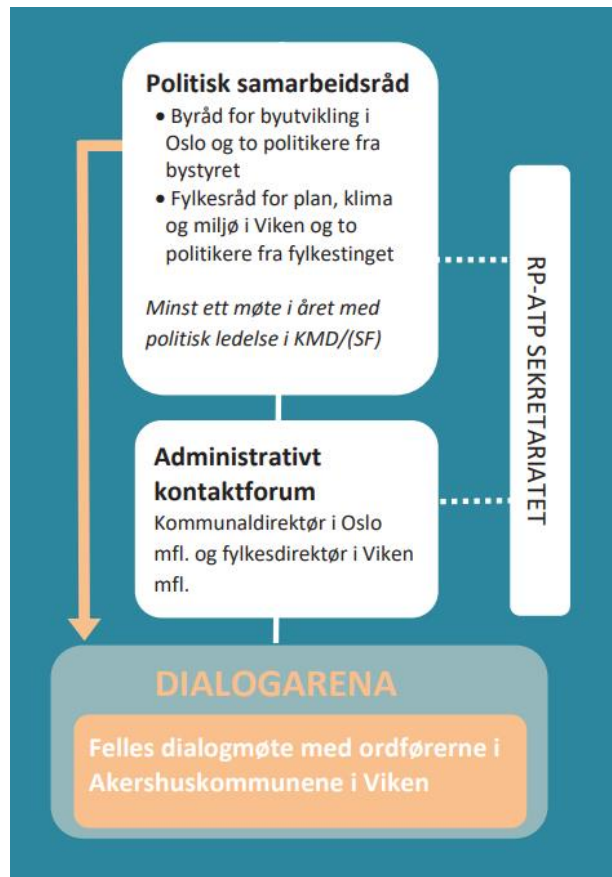 Politisk samarbeidsråd
• Byråd for byutvikling i
Oslo og to politikere fra
bystyret
• Fylkesråd for plan, klima
og miljø i Viken og to
politikere fra fylkestinget
Minst ett møte i året med
politisk ledelse i KMD/(SF)
RP-ATP SEKRETARIATET
Administrativt
kontaktforum
Kommunaldirektør i Oslo
mfl. og fylkesdirektør i Viken
mfl.
DIALOGARENA
Felles dialogmøte med ordførerne i
Akershuskommunene i Viken